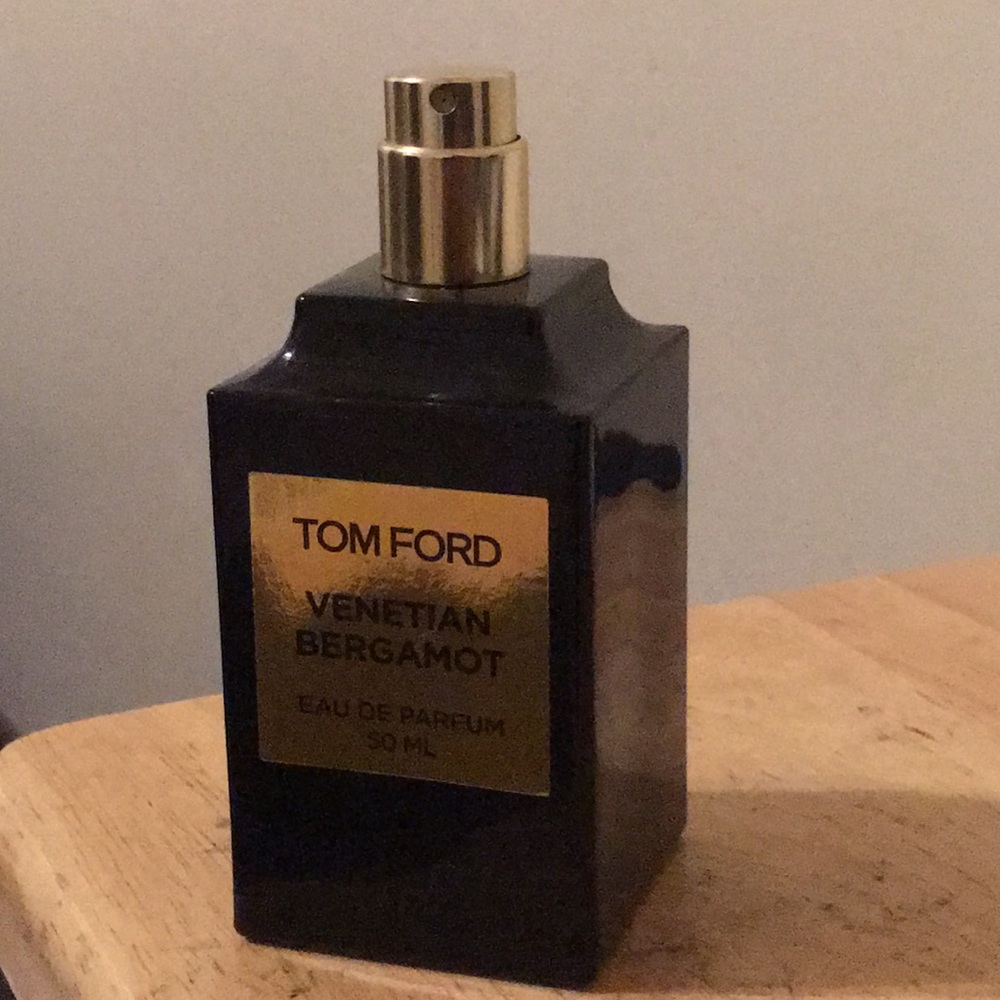 TOM FORD
VENETIAN
BERGAMOT
EAU DE PARFUM
50 ML